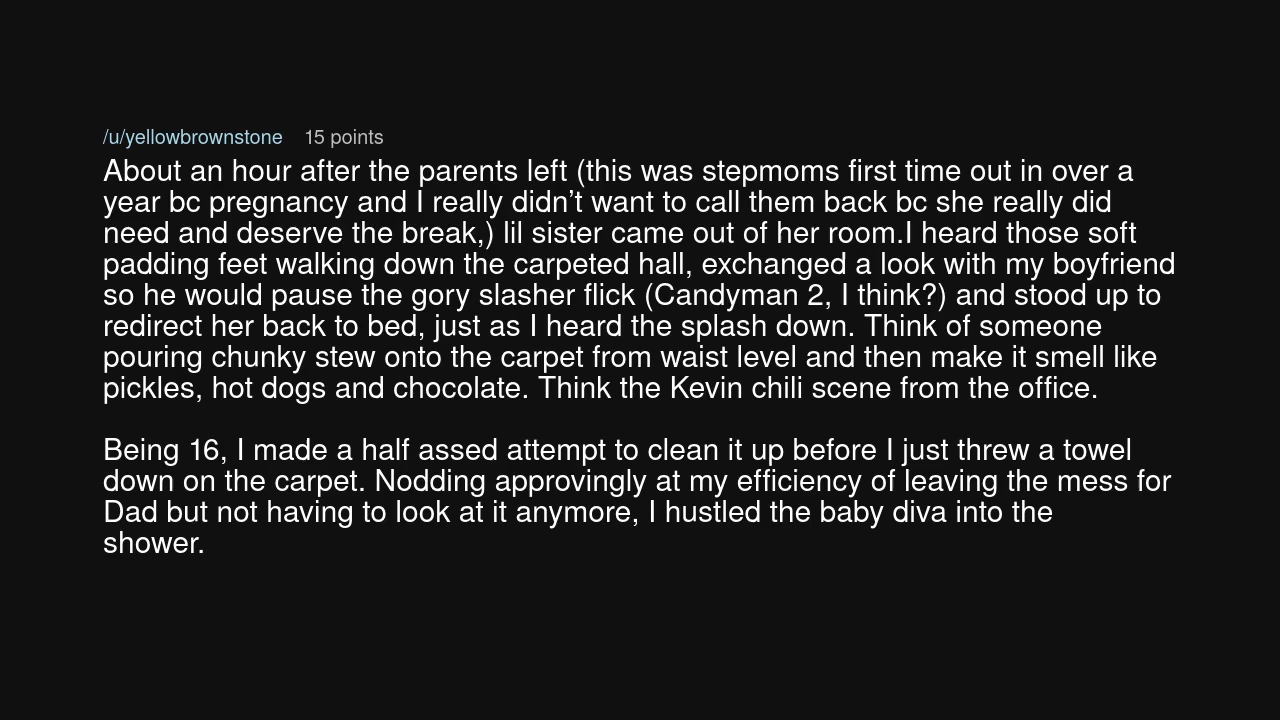 /u/yellowbrownstone 15 points
About an hour after the parents left (this was stepmoms first time out in over a
year bc pregnancy and I really didn’t want to call them back bc she really did
need and deserve the break,) lil sister came out of her room.I heard those soft
padding feet walking down the carpeted hall, exchanged a look with my boyfriend
so he would pause the gory slasher flick (Candyman 2, I think?) and stood up to
redirect her back to bed, just as I heard the splash down. Think of someone
pouring chunky stew onto the carpet from waist level and then make it smell like
pickles, hot dogs and chocolate. Think the Kevin chili scene from the office.
Being 16, I made a half assed attempt to clean it up before I just threw a towel
down on the carpet. Nodding approvingly at my efficiency of leaving the mess for
Dad but not having to look at it anymore, I hustled the baby diva into the
shower.